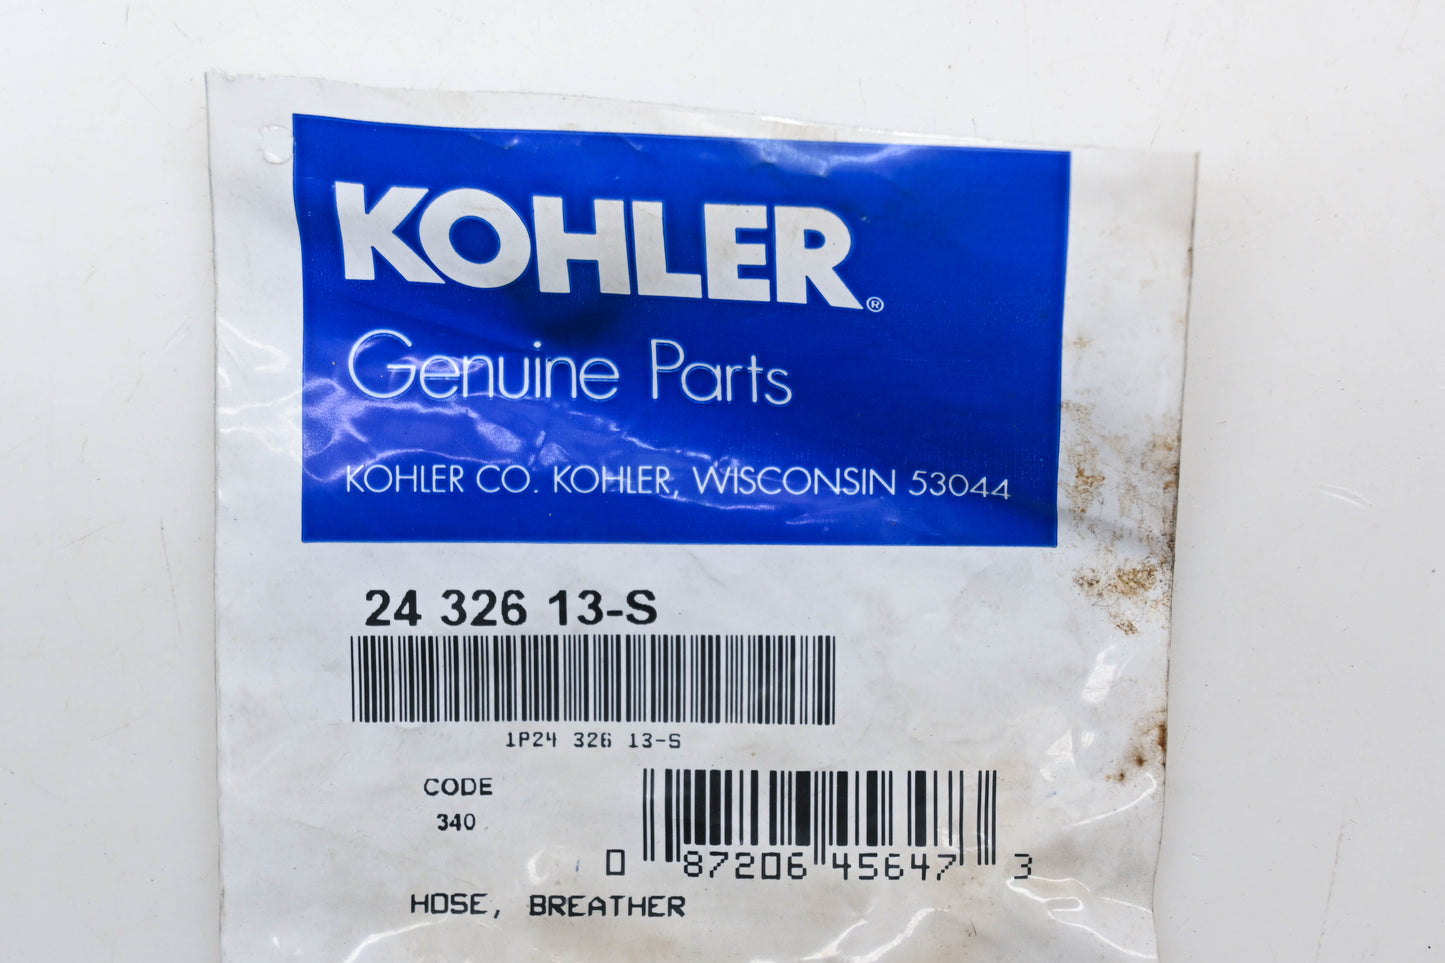 KOHLER®
Genuine Parts
KOHLER CO. KOHLER, WISCONSIN 53044
24 326 13-S
1P24 326 13-S
CODE
340
0 87206 45647 3
HOSE, BREATHER